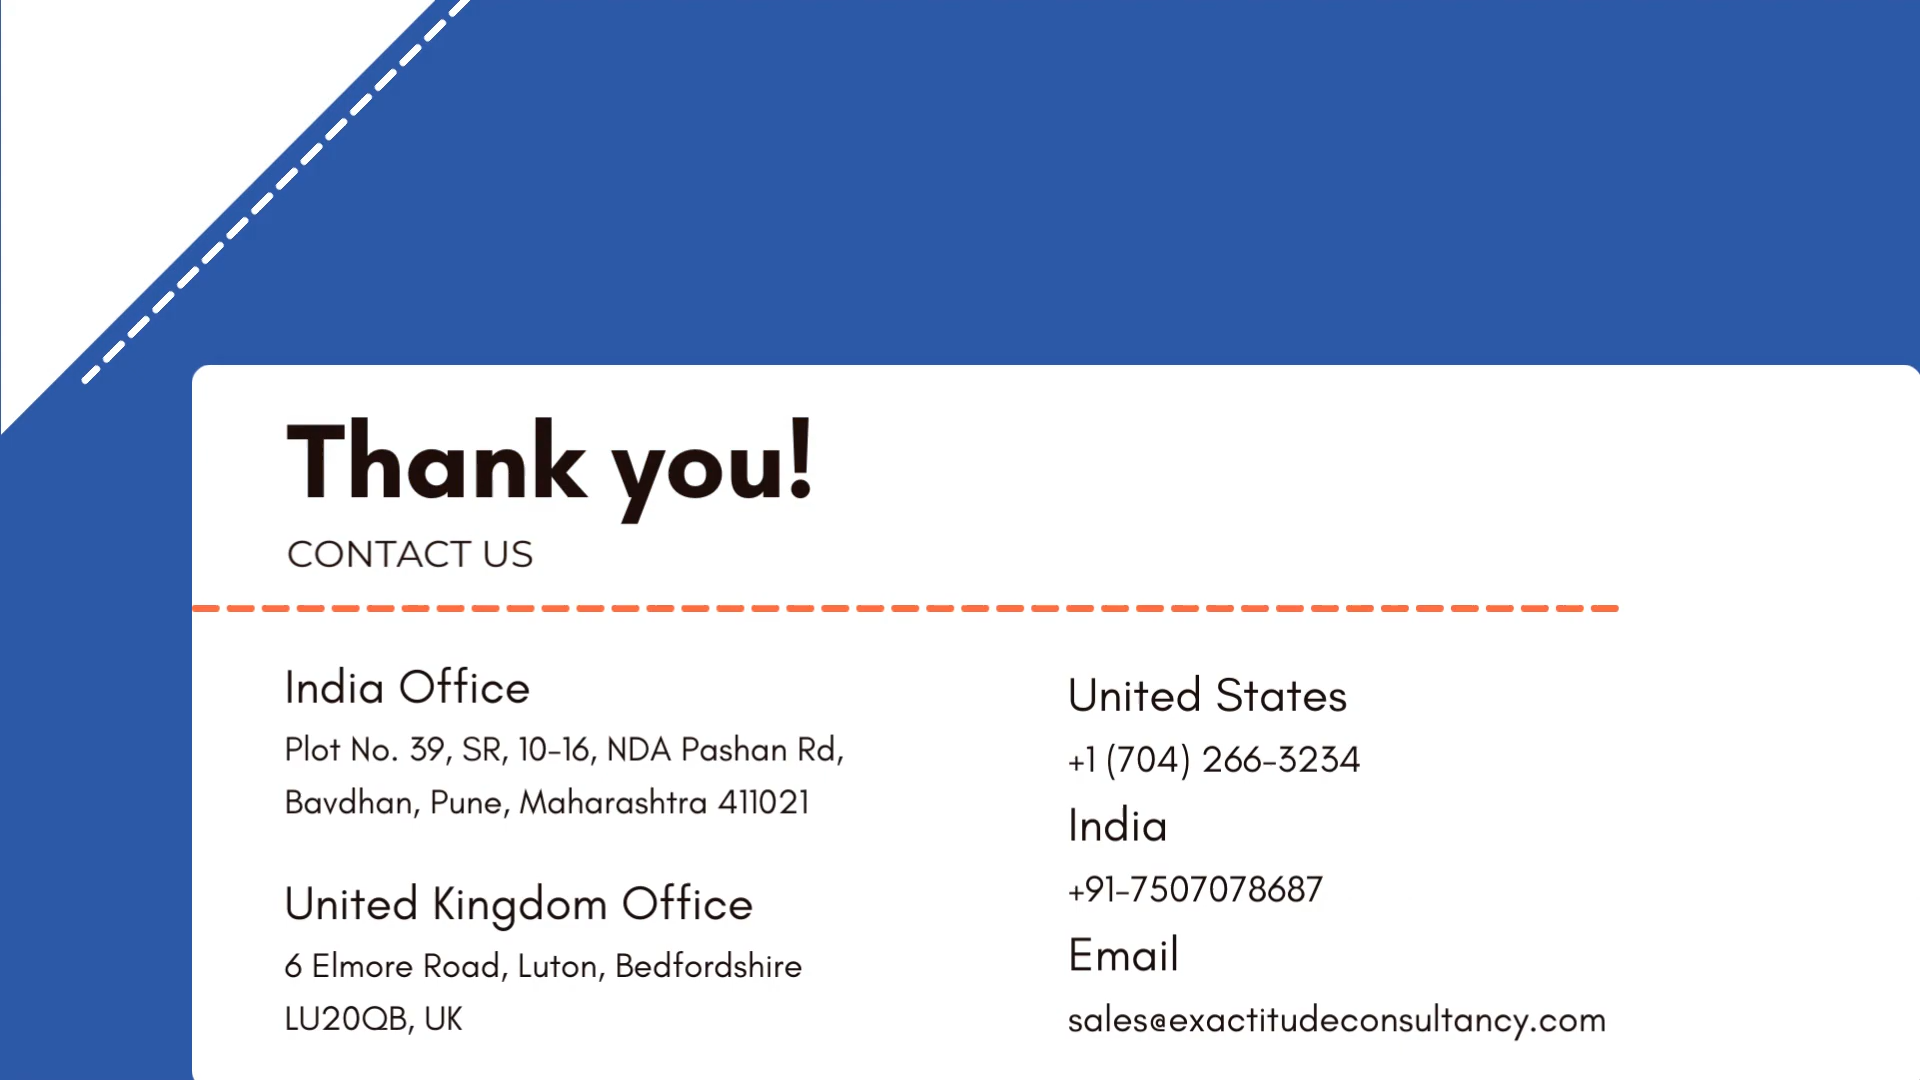 Thank you!
CONTACT US
India Office
Plot No. 39, SR, 10-16, NDA Pashan Rd,
Bavdhan, Pune, Maharashtra 411021
United Kingdom Office
6 Elmore Road, Luton, Bedfordshire
LU20QB, UK
United States
+1 (704) 266-3234
India
+91-7507078687
Email
sales@exactitudeconsultancy.com